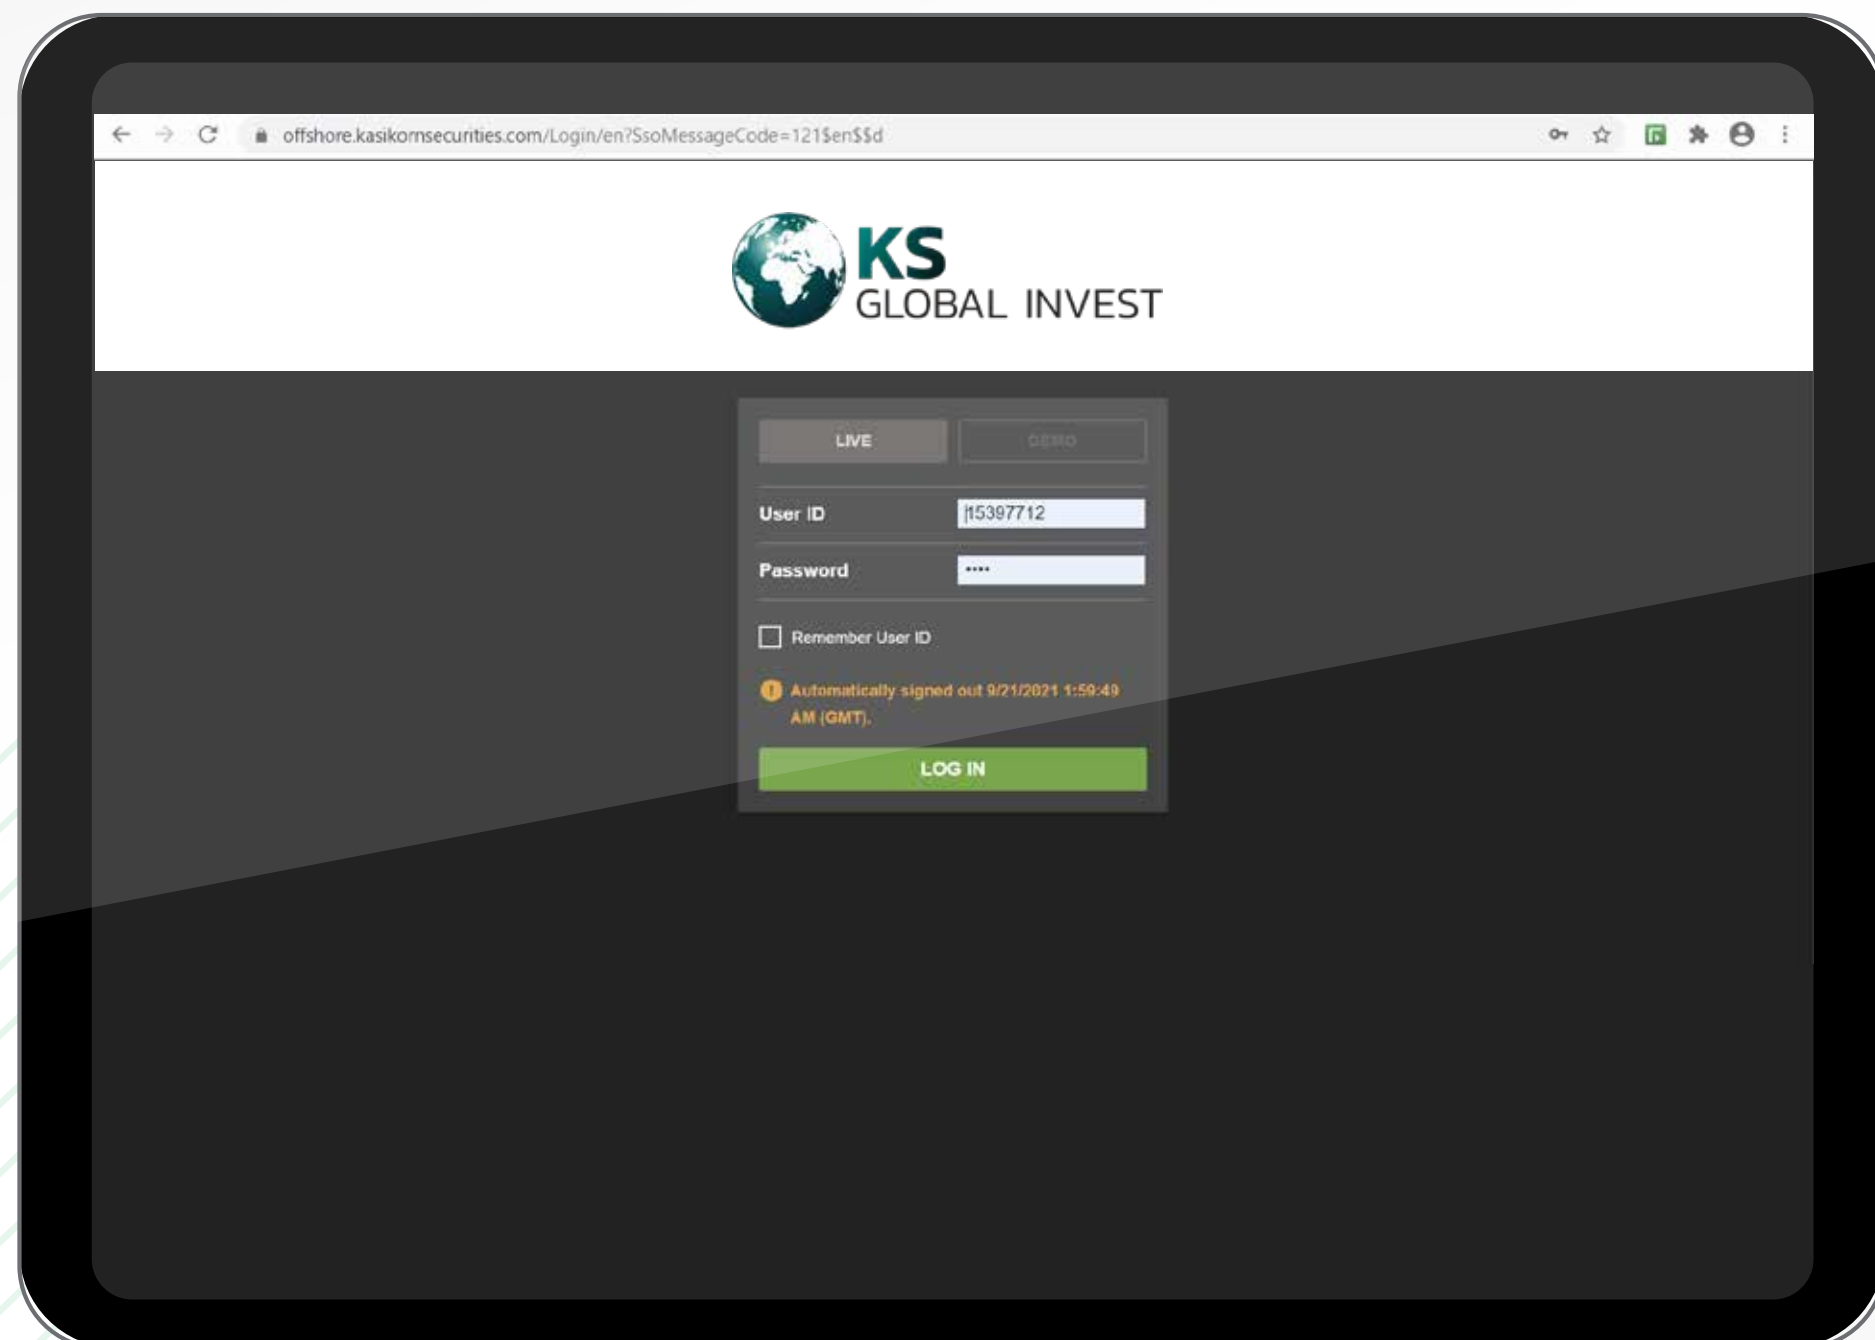 offshore.kasikornsecurities.com/Login/en?SsoMessageCode=121$en$$d
KS
GLOBAL INVEST
LIVE DEMO
User ID 15397712
Password ••••
Remember User ID
Automatically signed out 9/21/2021 1:59:49
AM (GMT).
LOG IN